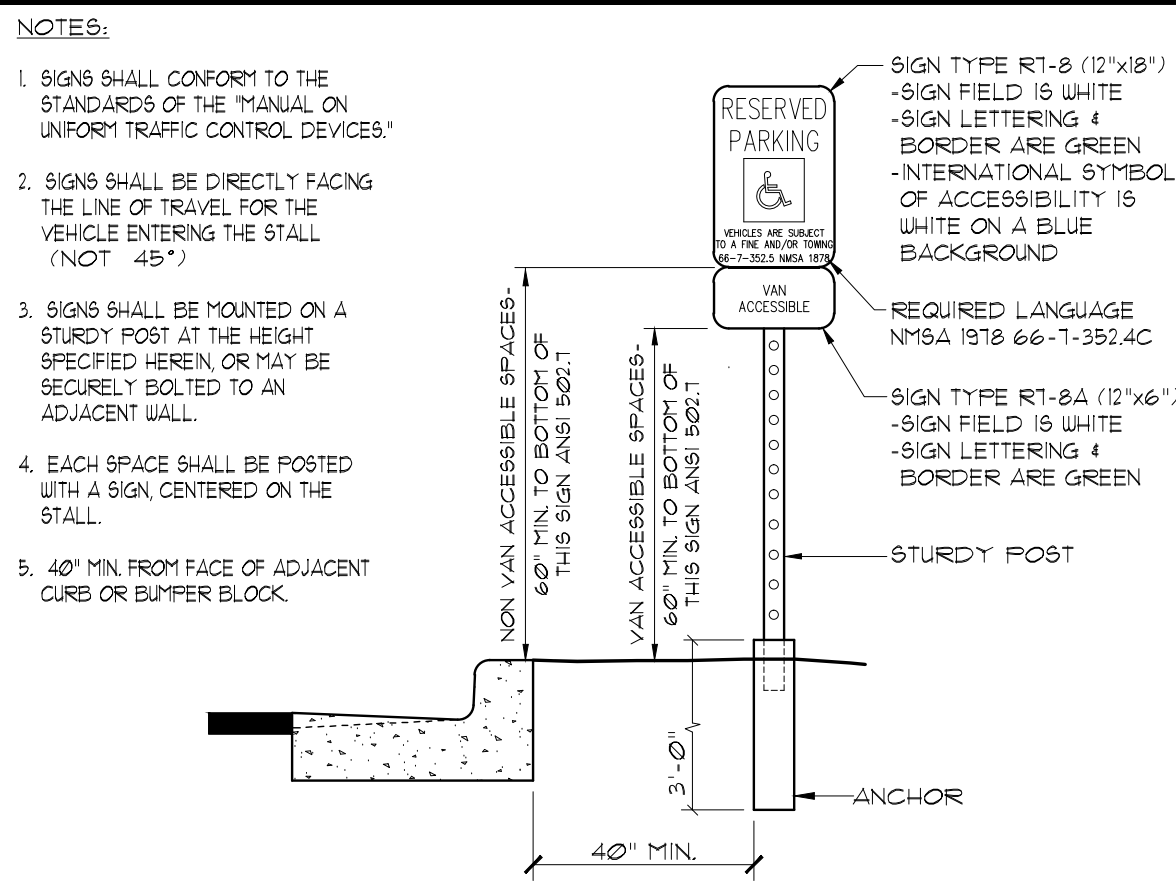 NOTES:
1. SIGNS SHALL CONFORM TO THE
STANDARDS OF THE "MANUAL ON
UNIFORM TRAFFIC CONTROL DEVICES."
2. SIGNS SHALL BE DIRECTLY FACING
THE LINE OF TRAVEL FOR THE
VEHICLE ENTERING THE STALL
(NOT 45°)
3. SIGNS SHALL BE MOUNTED ON A
STURDY POST AT THE HEIGHT
SPECIFIED HEREIN, OR MAY BE
SECURELY BOLTED TO AN
ADJACENT WALL.
4. EACH SPACE SHALL BE POSTED
WITH A SIGN, CENTERED ON THE
STALL.
5. 40" MIN. FROM FACE OF ADJACENT
CURB OR BUMPER BLOCK.
RESERVED
PARKING
VEHICLES ARE SUBJECT
TO A FINE AND/OR TOWING
66-7-352.5 NMSA 1878
VAN
ACCESSIBLE
SIGN TYPE R7-8 (12"x18")
-SIGN FIELD IS WHITE
-SIGN LETTERING &
BORDER ARE GREEN
-INTERNATIONAL SYMBOL
OF ACCESSIBILITY IS
WHITE ON A BLUE
BACKGROUND
REQUIRED LANGUAGE
NMSA 1978 66-7-352.4C
SIGN TYPE R7-8A (12"x6")
-SIGN FIELD IS WHITE
-SIGN LETTERING &
BORDER ARE GREEN
STURDY POST
ANCHOR
NON VAN ACCESSIBLE SPACES-
60" MIN. TO BOTTOM OF
THIS SIGN ANSI 502.7
VAN ACCESSIBLE SPACES-
60" MIN. TO BOTTOM OF
THIS SIGN ANSI 502.7
3'-0"
40" MIN.